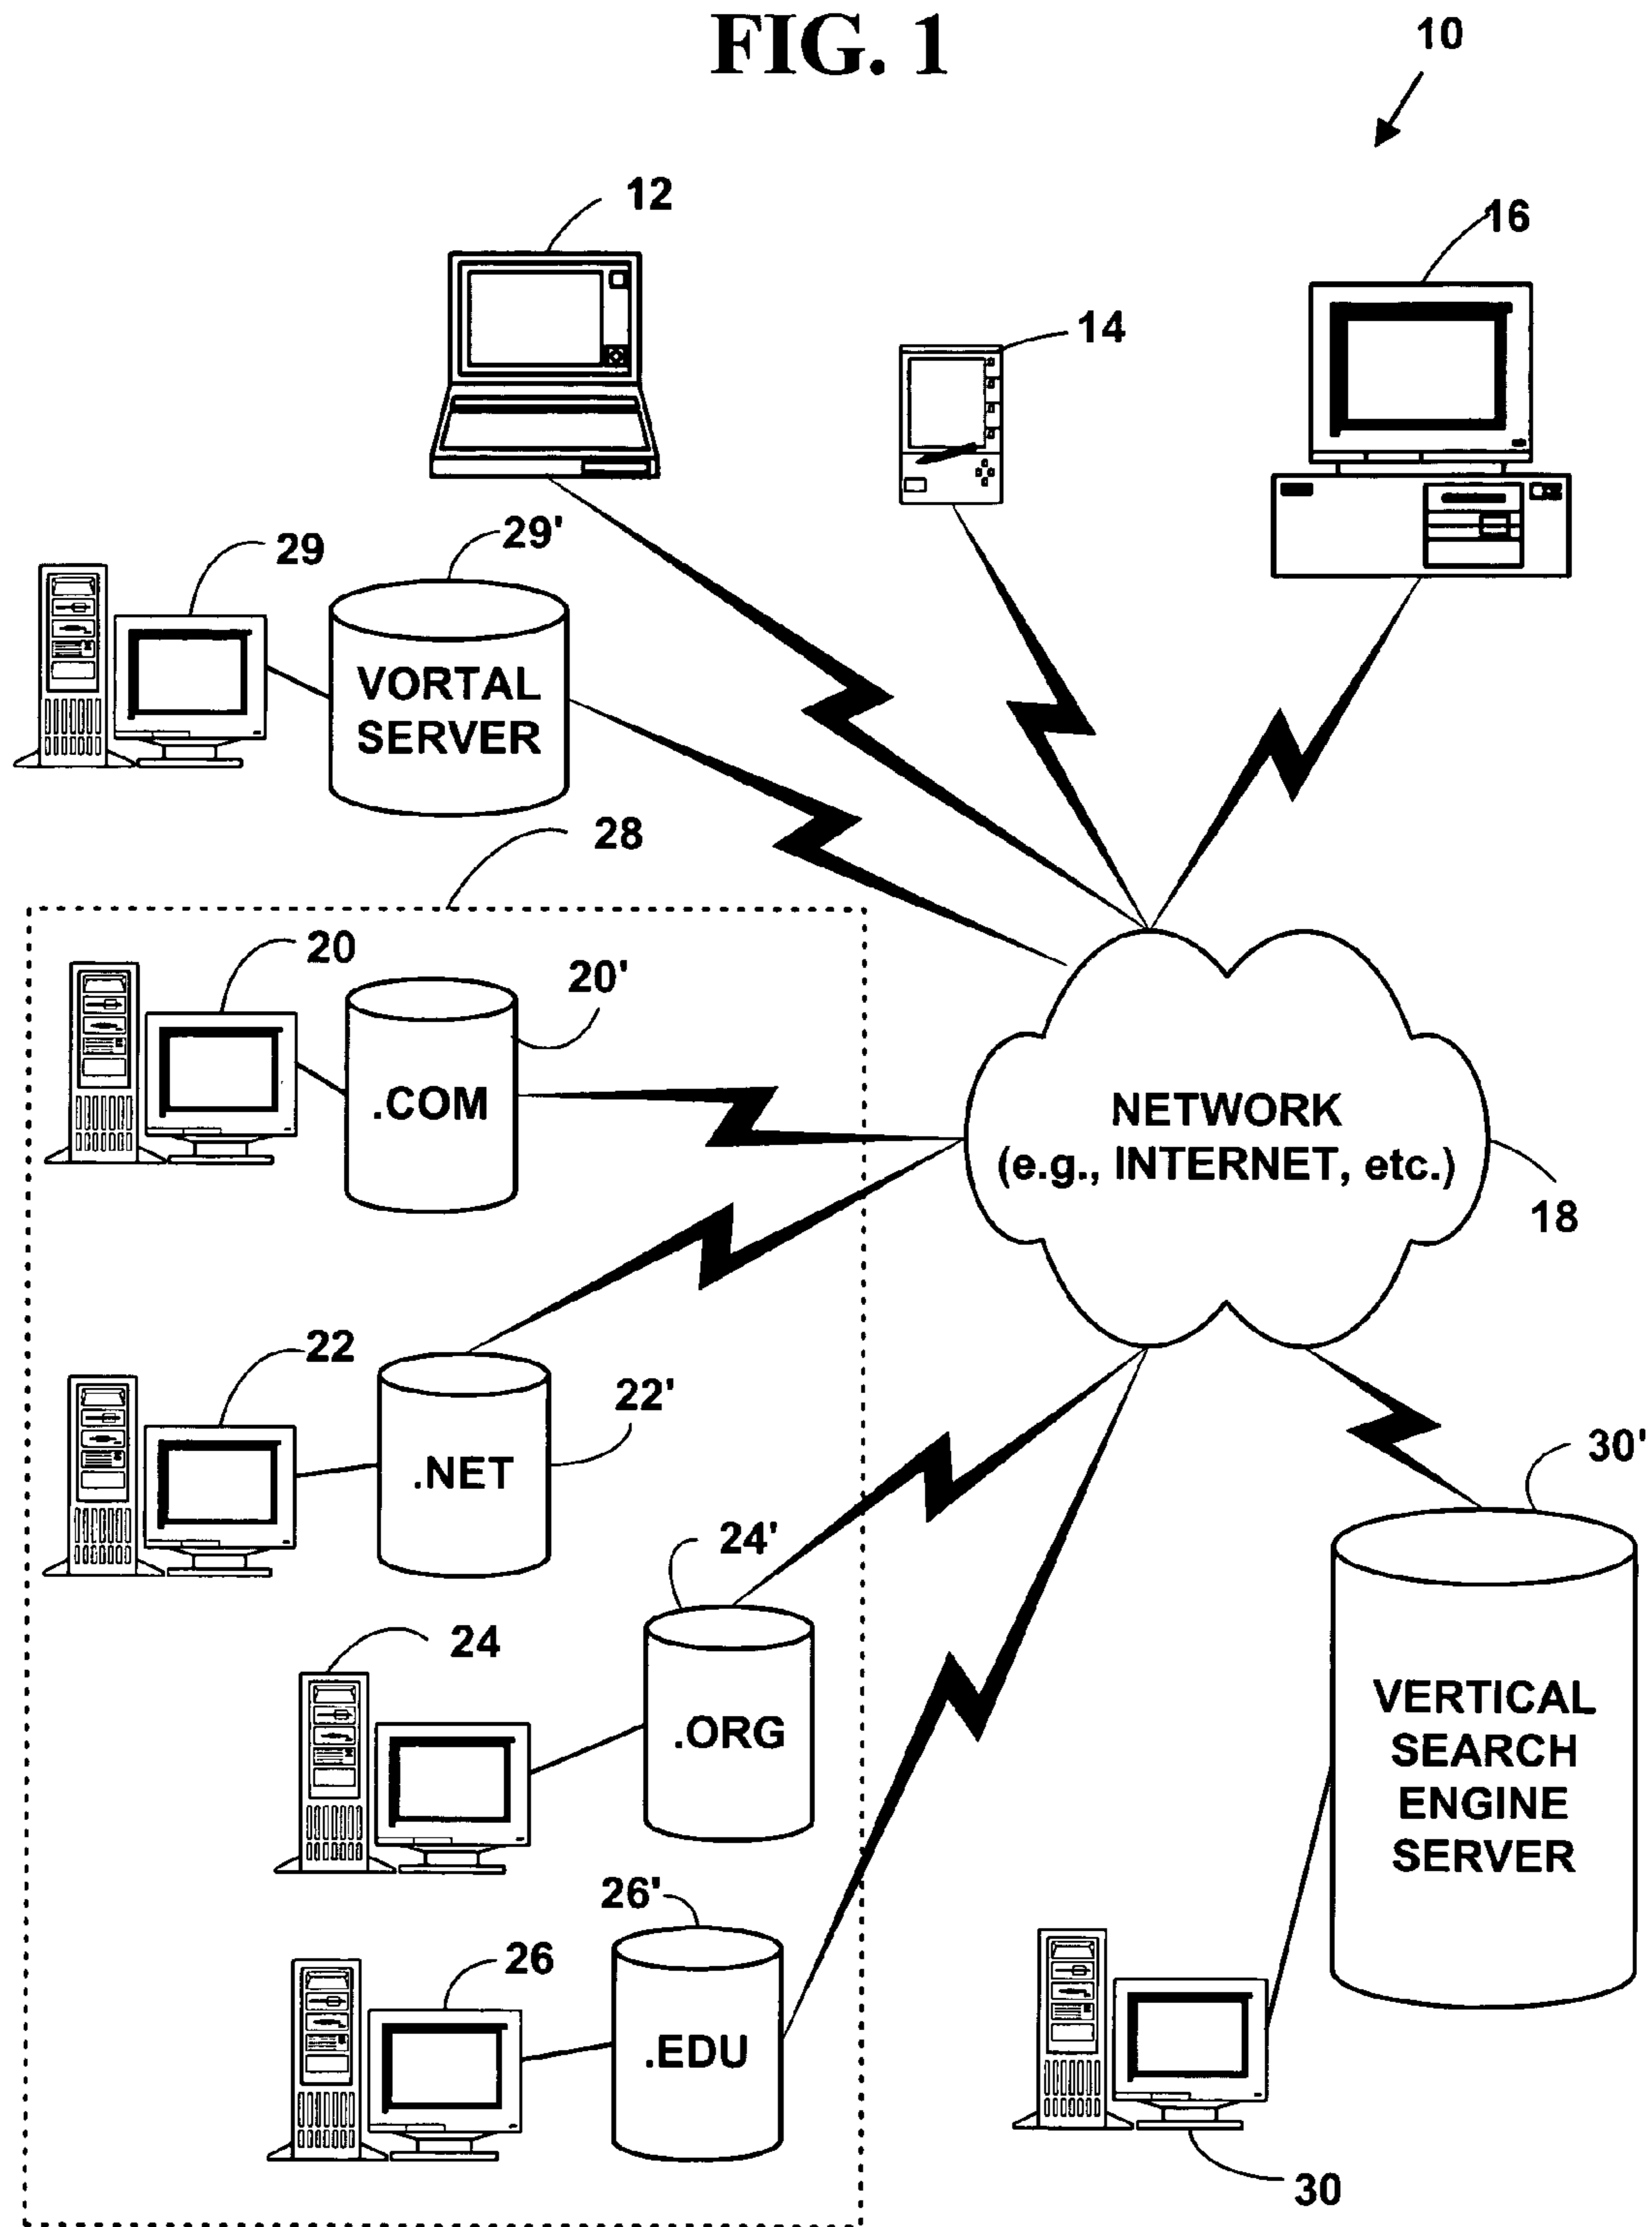 FIG. 1
10
12
16
14
29
29'
VORTAL
SERVER
28
20
20'
.COM
NETWORK
(e.g., INTERNET, etc.)
18
22
22'
.NET
30'
24'
24
.ORG
VERTICAL
SEARCH
ENGINE
SERVER
26'
26
.EDU
30